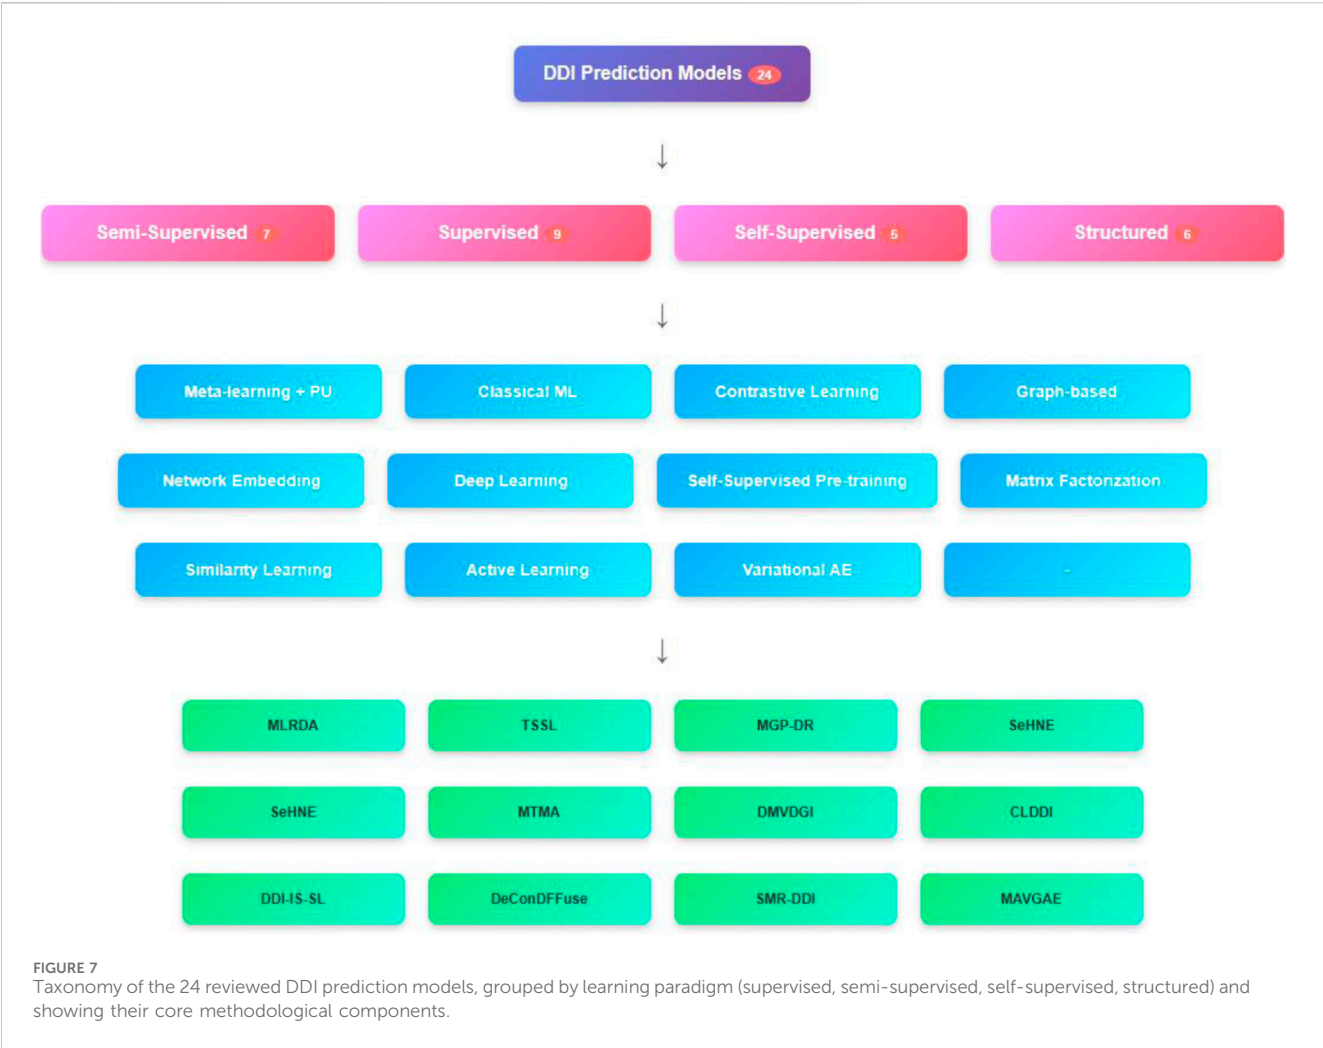 DDI Prediction Models 24
↓
Semi-Supervised 7
Supervised 9
Self-Supervised 5
Structured 6
↓
Meta-learning + PU
Classical ML
Contrastive Learning
Graph-based
Network Embedding
Deep Learning
Self-Supervised Pre-training
Matrix Factorization
Similarity Learning
Active Learning
Variational AE
-
↓
MLRDA
TSSL
MGP-DR
SeHNE
SeHNE
MTMA
DMVDGI
CLDDI
DDI-IS-SL
DeConDFFuse
SMR-DDI
MAVGAE
FIGURE 7
Taxonomy of the 24 reviewed DDI prediction models, grouped by learning paradigm (supervised, semi-supervised, self-supervised, structured) and
showing their core methodological components.